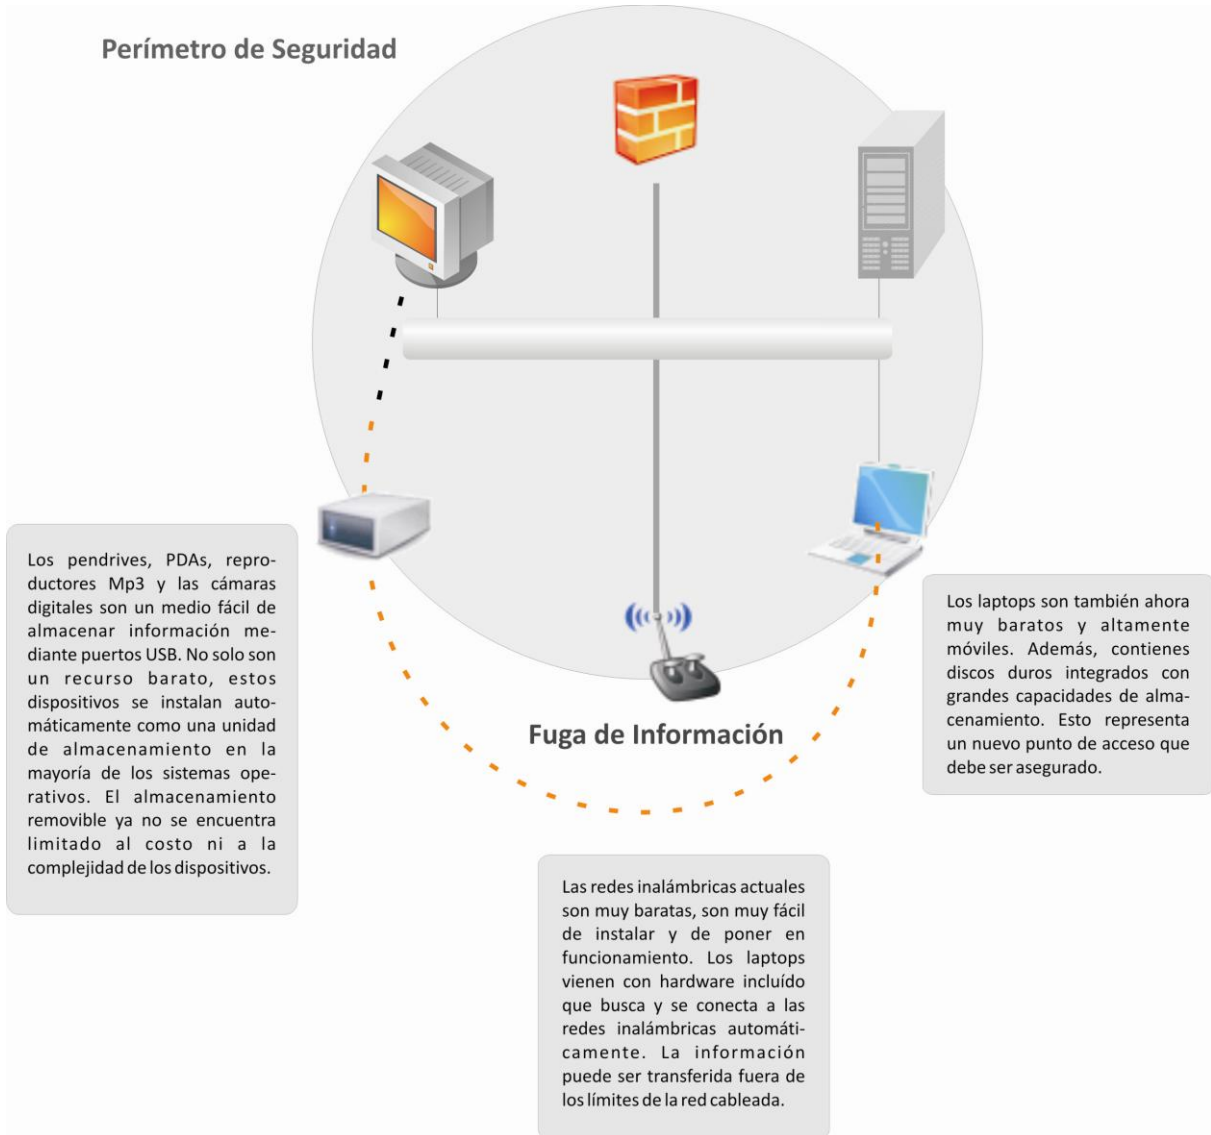 Perímetro de Seguridad
Los pendrives, PDAs, repro-
ductores Mp3 y las cámaras
digitales son un medio fácil de
almacenar información me-
diante puertos USB. No solo son
un recurso barato, estos
dispositivos se instalan auto-
máticamente como una unidad
de almacenamiento en la
mayoría de los sistemas ope-
rativos. El almacenamiento
removible ya no se encuentra
limitado al costo ni a la
complejidad de los dispositivos.
Fuga de Información
Los laptops son también ahora
muy baratos y altamente
móviles. Además, contienes
discos duros integrados con
grandes capacidades de alma-
cenamiento. Esto representa
un nuevo punto de acceso que
debe ser asegurado.
Las redes inalámbricas actuales
son muy baratas, son muy fácil
de instalar y de poner en
funcionamiento. Los laptops
vienen con hardware incluído
que busca y se conecta a las
redes inalámbricas automáti-
camente. La información
puede ser transferida fuera de
los límites de la red cableada.